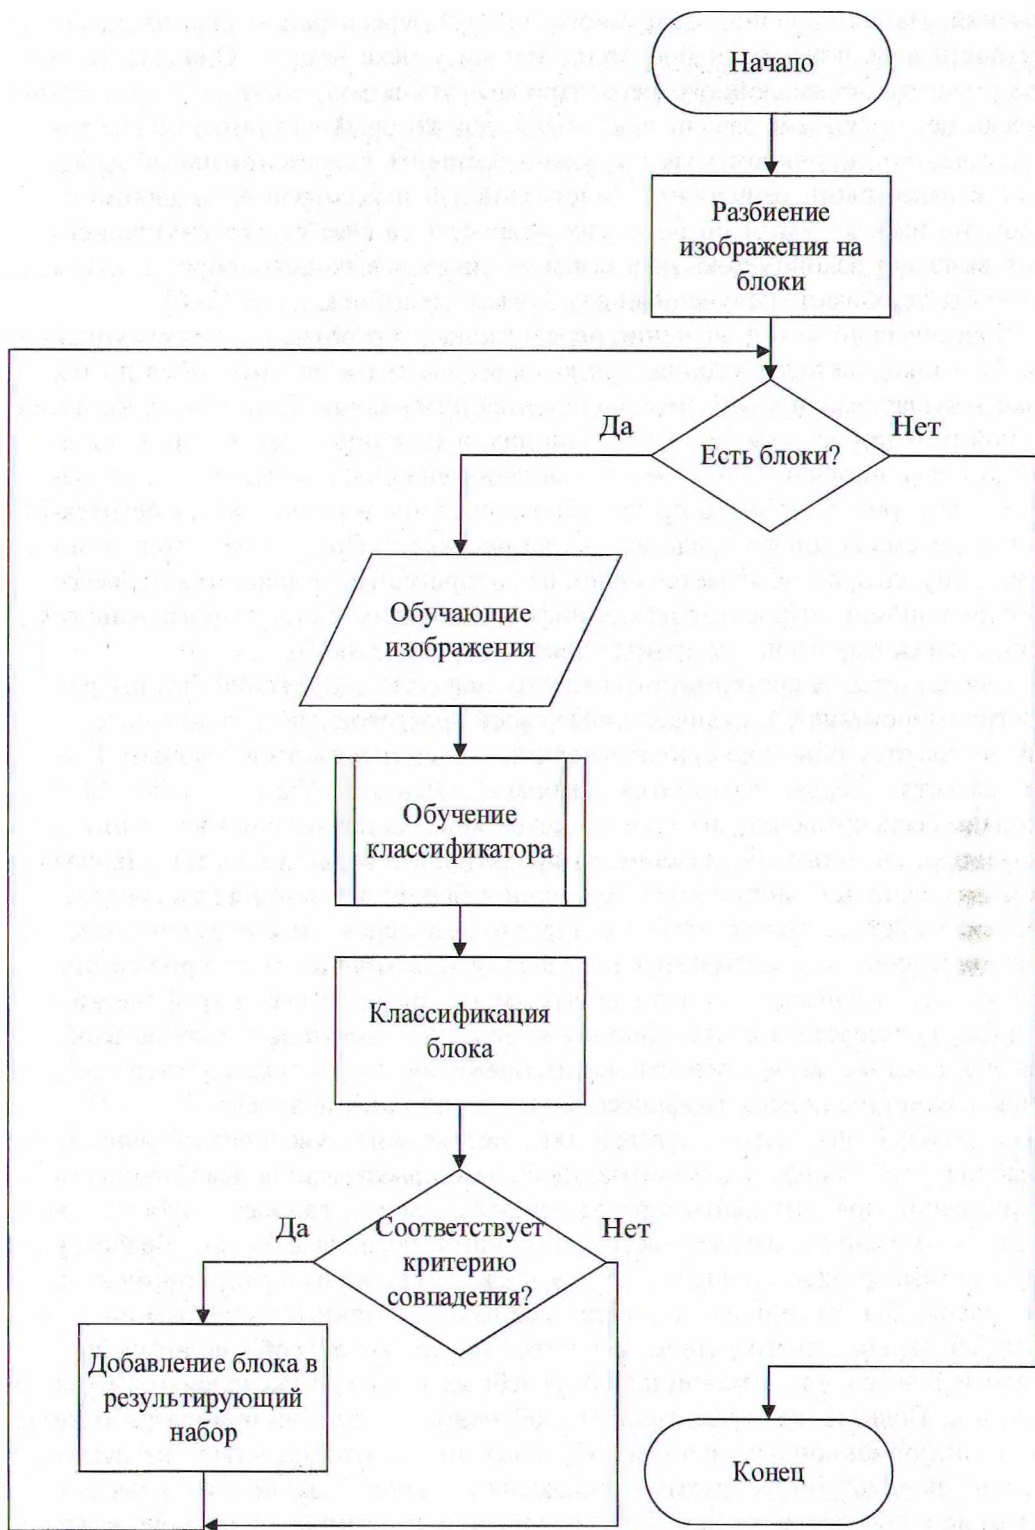 Начало
Разбиение
изображения на
блоки
Да
Нет
Есть блоки?
Обучающие
изображения
Обучение
классификатора
Классификация
блока
Да
Нет
Соответствует
критерию
совпадения?
Добавление блока в
результирующий
набор
Конец